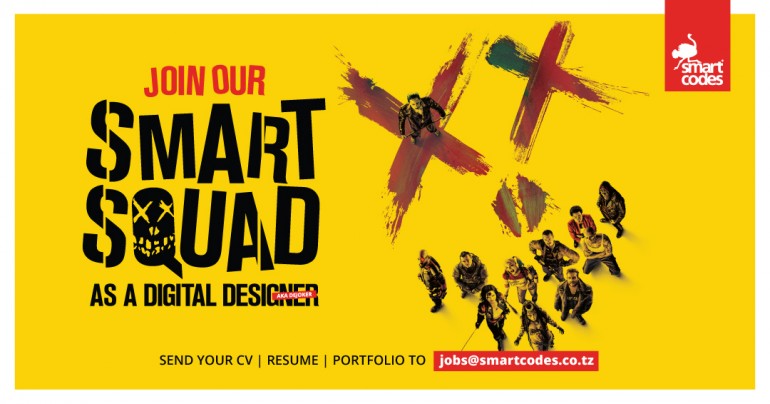 JOIN OUR
SMART
SQUAD
AS A DIGITAL DESIGNER
AKA DIJOKER
smart
codes
SEND YOUR CV | RESUME | PORTFOLIO TO jobs@smartcodes.co.tz